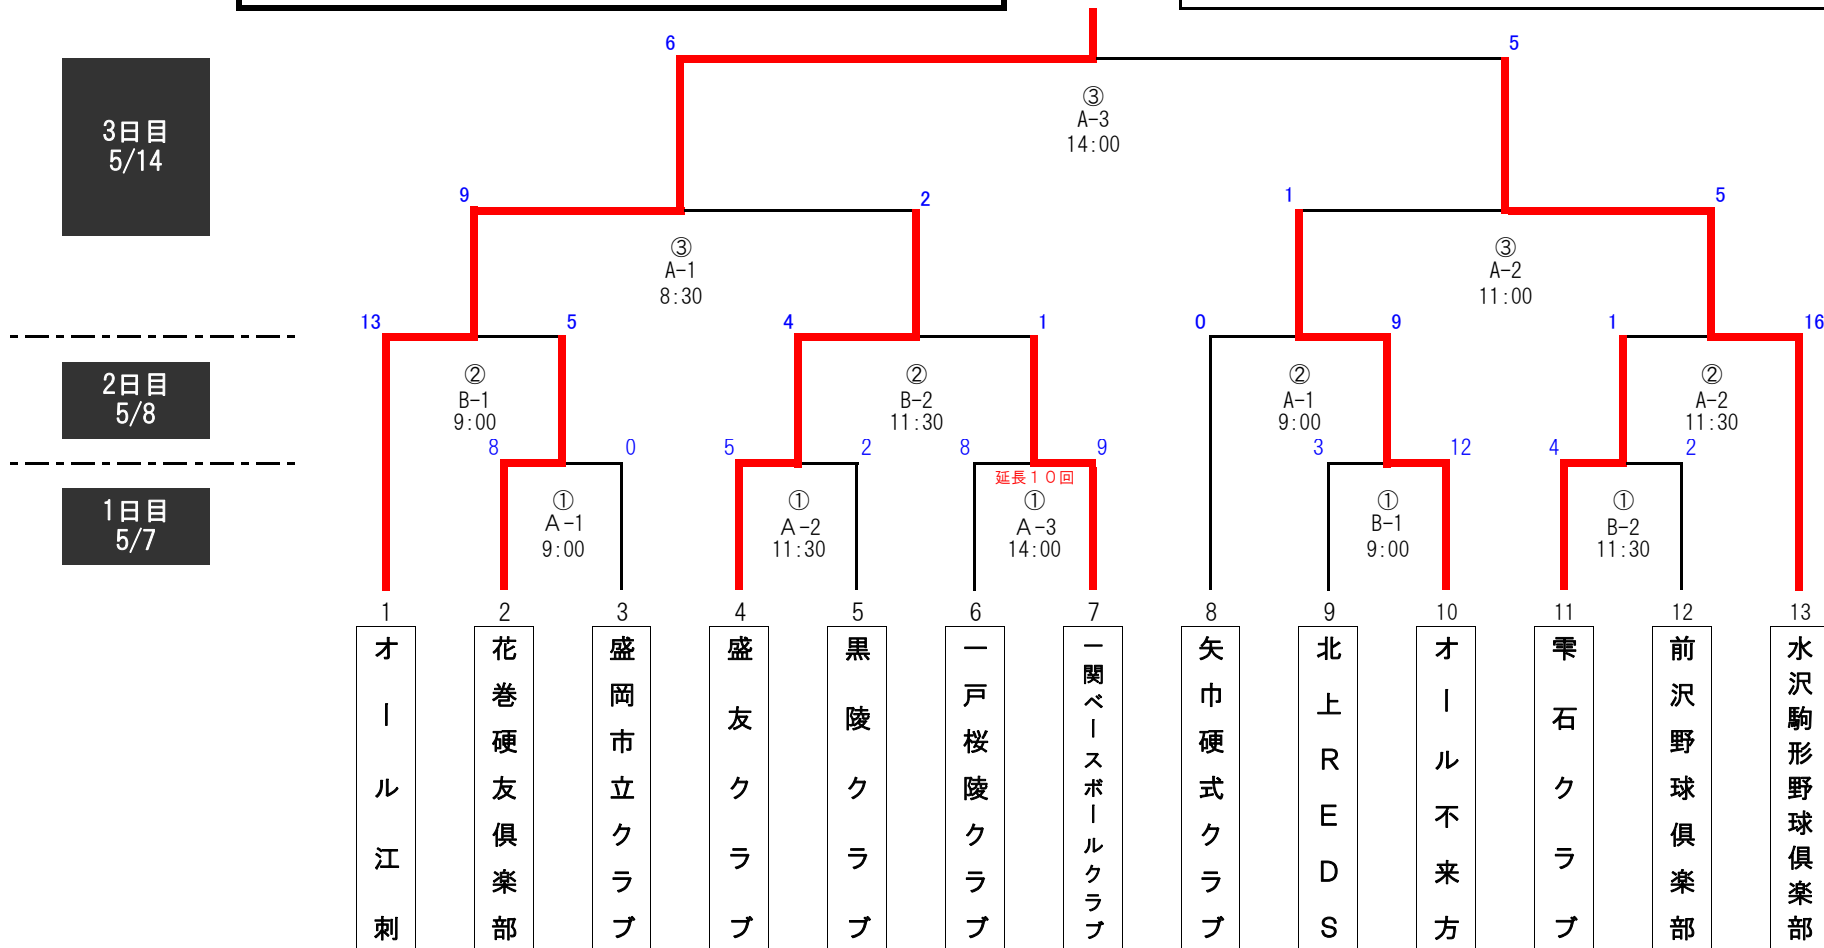 6
5
③
A-3
14:00
3日目
5/14
9
2
1
5
③
A-1
8:30
③
A-2
11:00
13
5
4
1
0
9
1
16
2日目
5/8
②
B-1
9:00
②
B-2
11:30
②
A-1
9:00
②
A-2
11:30
8
0
5
2
8
9
3
12
4
2
延長10回
1日目
5/7
①
A-1
9:00
①
A-2
11:30
①
A-3
14:00
①
B-1
9:00
①
B-2
11:30
1
2
3
4
5
6
7
8
9
10
11
12
13
オール江刺
花巻硬友倶楽部
盛岡市立クラブ
盛友クラブ
黒陵クラブ
一戸桜陵クラブ
一関ベースボールクラブ
矢巾硬式クラブ
北上REDS
オール不来方
雫石クラブ
前沢野球倶楽部
水沢駒形野球倶楽部